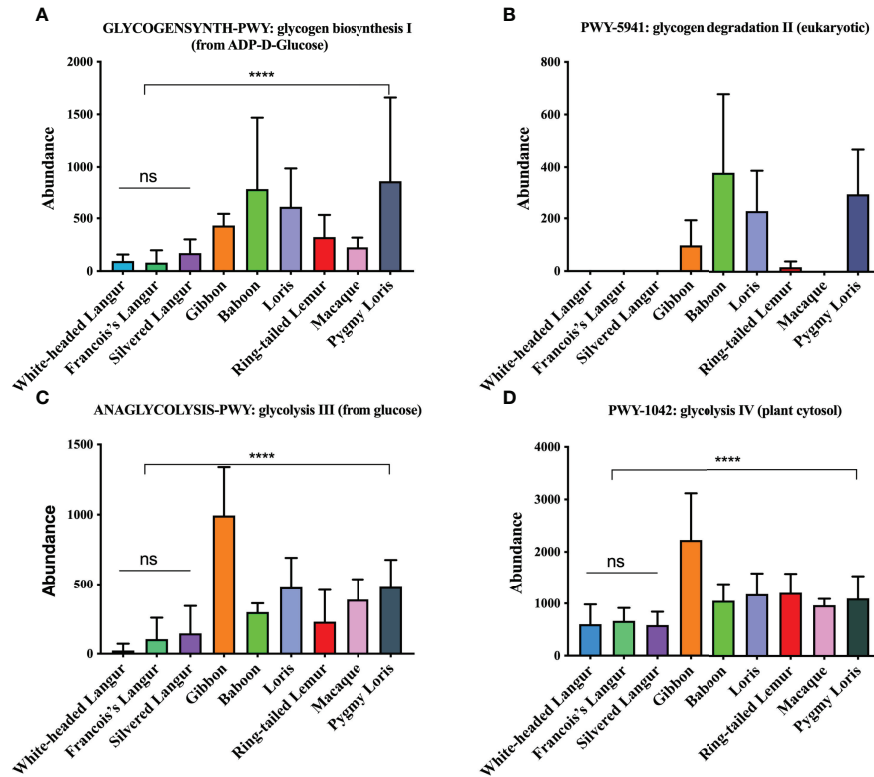 A
GLYCOGENSYNTH-PWY: glycogen biosynthesis I
(from ADP-D-Glucose)
Abundance
2000
1500
1000
500
0
ns
****
White-headed Langur
Francois's Langur
Silvered Langur
Gibbon
Baboon
Loris
Ring-tailed Lemur
Macaque
Pygmy Loris
B
PWY-5941: glycogen degradation II (eukaryotic)
Abundance
800
600
400
200
0
White-headed Langur
Francois's Langur
Silvered Langur
Gibbon
Baboon
Loris
Ring-tailed Lemur
Macaque
Pygmy Loris
C
ANAGLYCOLYSIS-PWY: glycolysis III (from glucose)
Abundance
1500
1000
500
0
ns
****
White-headed Langur
Francois's Langur
Silvered Langur
Gibbon
Baboon
Loris
Ring-tailed Lemur
Macaque
Pygmy Loris
D
PWY-1042: glycolysis IV (plant cytosol)
Abundance
4000
3000
2000
1000
0
ns
****
White-headed Langur
Francois's Langur
Silvered Langur
Gibbon
Baboon
Loris
Ring-tailed Lemur
Macaque
Pygmy Loris